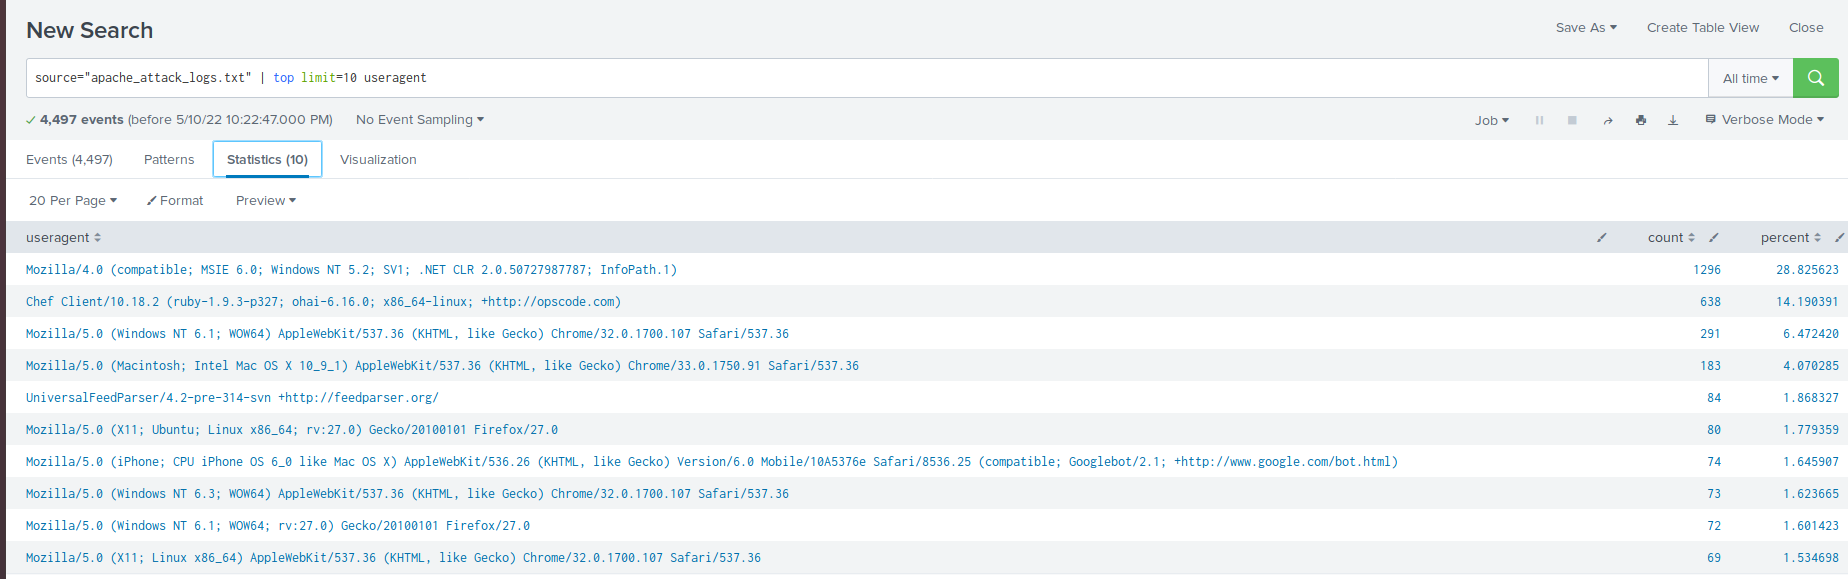 New Search
Save As Create Table View Close
source="apache_attack_logs.txt" | top limit=10 useragent
All time
4,497 events (before 5/10/22 10:22:47.000 PM) No Event Sampling
Job Verbose Mode
Events (4,497) Patterns Statistics (10) Visualization
20 Per Page Format Preview
useragent count percent
Mozilla/4.0 (compatible; MSIE 6.0; Windows NT 5.2; SV1; .NET CLR 2.0.50727987787; InfoPath.1) 1296 28.825623
Chef Client/10.18.2 (ruby-1.9.3-p327; ohai-6.16.0; x86_64-linux; +http://opscode.com) 638 14.190391
Mozilla/5.0 (Windows NT 6.1; WOW64) AppleWebKit/537.36 (KHTML, like Gecko) Chrome/32.0.1700.107 Safari/537.36 291 6.472420
Mozilla/5.0 (Macintosh; Intel Mac OS X 10_9_1) AppleWebKit/537.36 (KHTML, like Gecko) Chrome/33.0.1750.91 Safari/537.36 183 4.070285
UniversalFeedParser/4.2-pre-314-svn +http://feedparser.org/ 84 1.868327
Mozilla/5.0 (X11; Ubuntu; Linux x86_64; rv:27.0) Gecko/20100101 Firefox/27.0 80 1.779359
Mozilla/5.0 (iPhone; CPU iPhone OS 6_0 like Mac OS X) AppleWebKit/536.26 (KHTML, like Gecko) Version/6.0 Mobile/10A5376e Safari/8536.25 (compatible; Googlebot/2.1; +http://www.google.com/bot.html) 74 1.645907
Mozilla/5.0 (Windows NT 6.3; WOW64) AppleWebKit/537.36 (KHTML, like Gecko) Chrome/32.0.1700.107 Safari/537.36 73 1.623665
Mozilla/5.0 (Windows NT 6.1; WOW64; rv:27.0) Gecko/20100101 Firefox/27.0 72 1.601423
Mozilla/5.0 (X11; Linux x86_64) AppleWebKit/537.36 (KHTML, like Gecko) Chrome/32.0.1700.107 Safari/537.36 69 1.534698